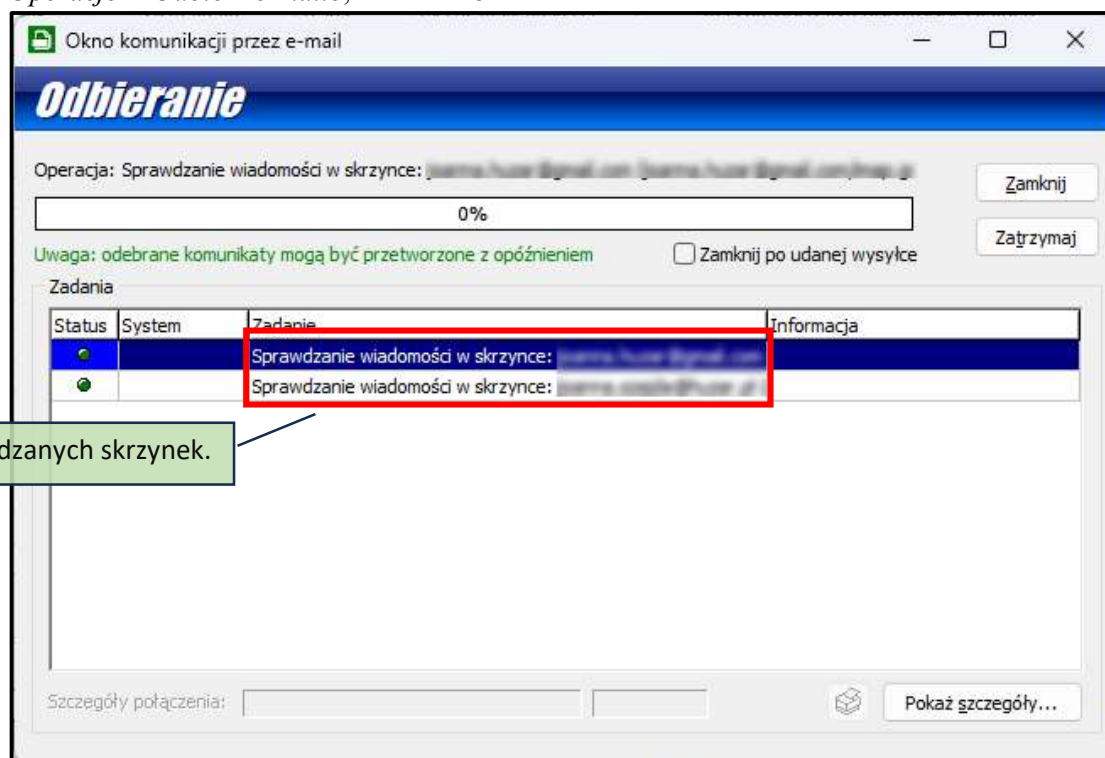 Okno komunikacji przez e-mail
Odbieranie
Operacja: Sprawdzanie wiadomości w skrzynce:
Zamknij
0%
Zatrzymaj
Uwaga: odebrane komunikaty mogą być przetworzone z opóźnieniem
Zamknij po udanej wysyłce
Zadania
Status System Zadanie Informacja
Sprawdzanie wiadomości w skrzynce:
Sprawdzanie wiadomości w skrzynce:
dzanych skrzynek.
Szczegóły połączenia:
Pokaż szczegóły...